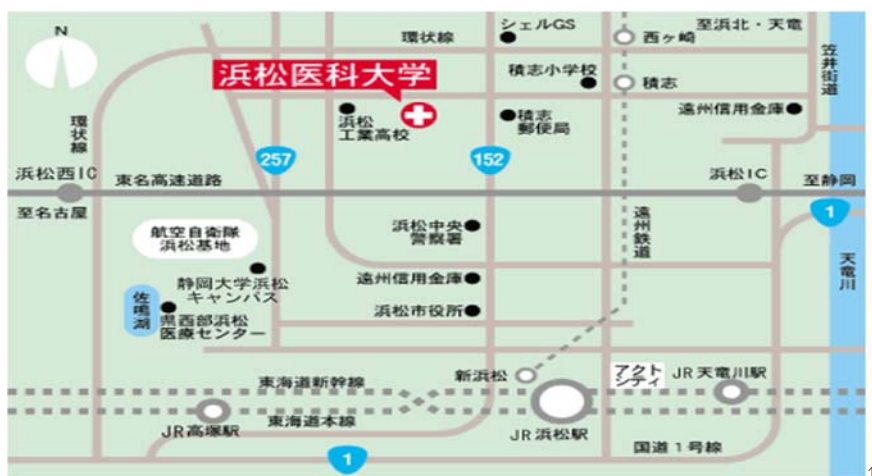 N
シェルGS
至浜北・天竜
環状線
西ヶ崎
笠井街道
浜松医科大学
積志小学校
積志
浜松
工業高校
積志
郵便局
遠州信用金庫
環状線
257
152
浜松西IC
東名高速道路
浜松IC
至静岡
至名古屋
1
航空自衛隊
浜松基地
浜松中央
警察署
遠州鉄道
天竜川
静岡大学浜松
キャンパス
遠州信用金庫
佐鳴湖
県西部浜松
医療センター
浜松市役所
新浜松
アクト
シティ
JR天竜川駅
東海道新幹線
東海道本線
JR高塚駅
JR浜松駅
国道1号線
1